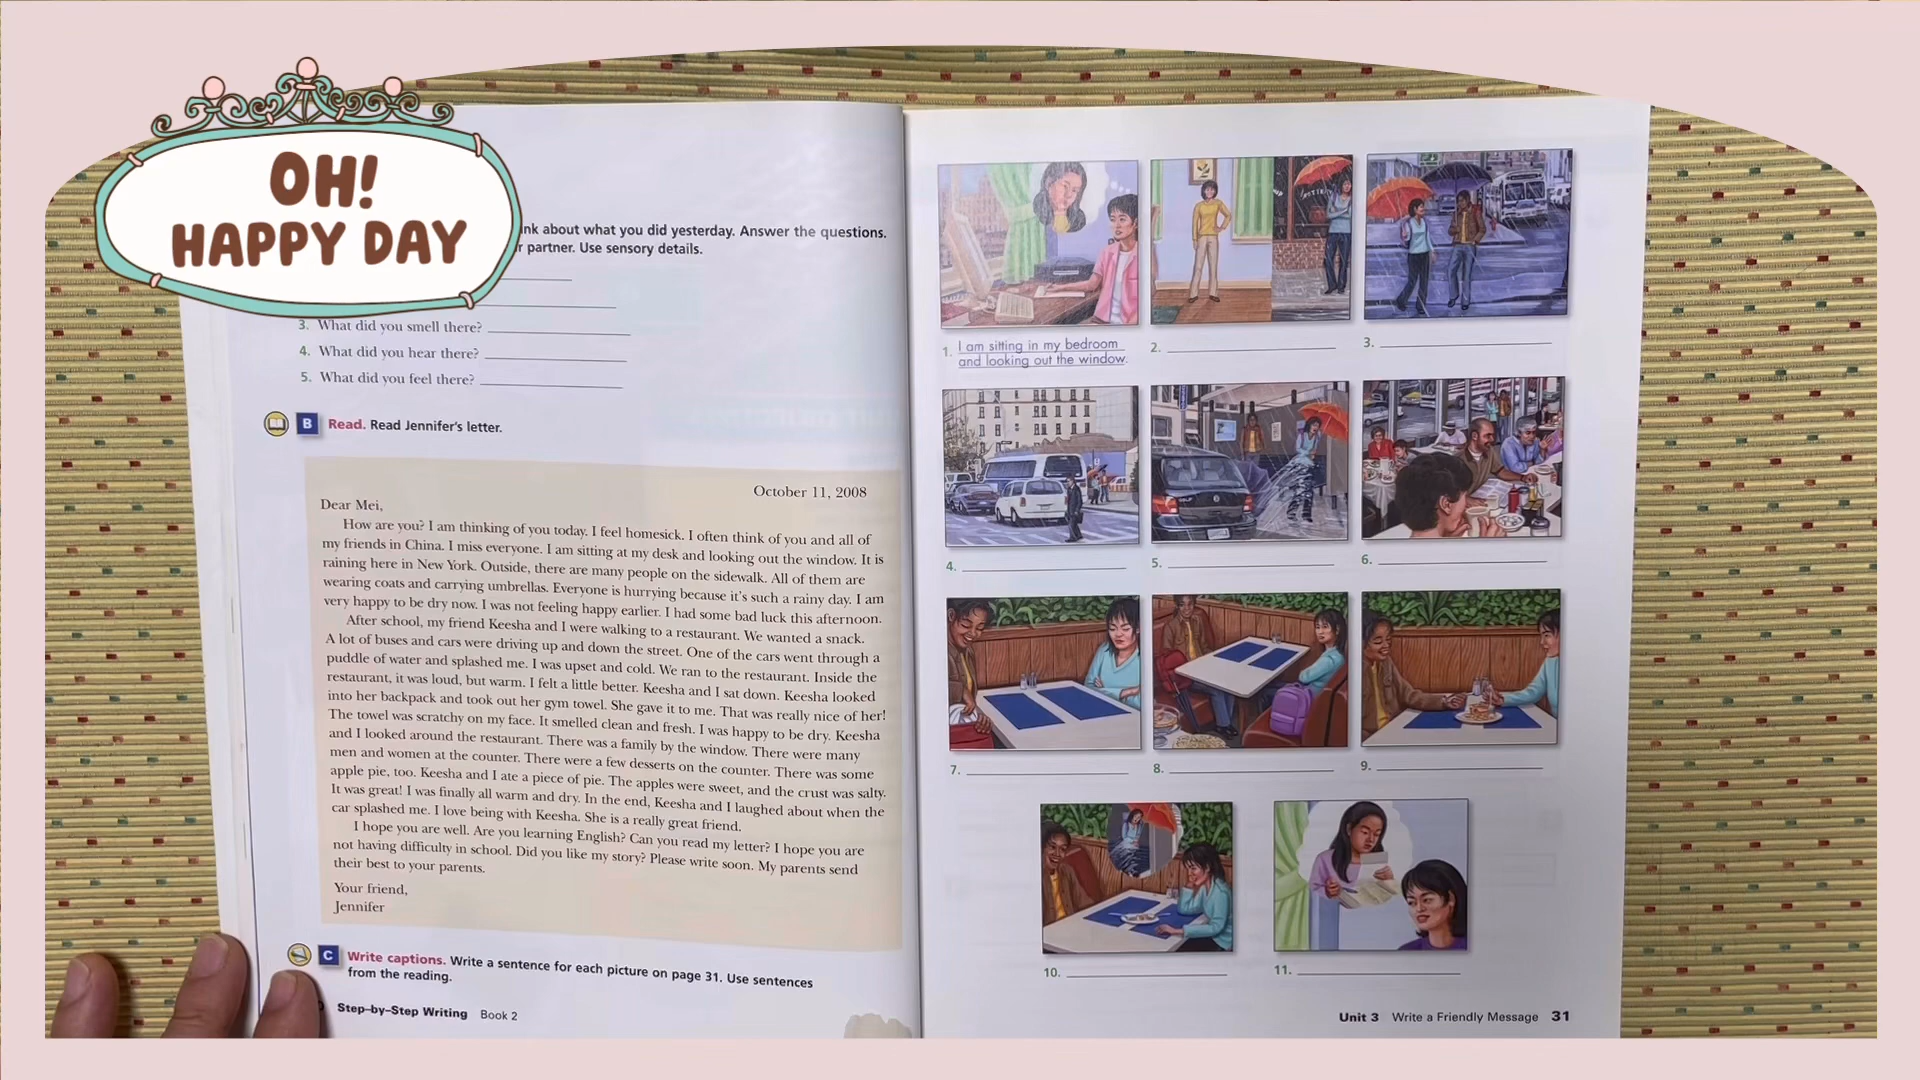 OH!
HAPPY DAY
ink about what you did yesterday. Answer the questions.
r partner. Use sensory details.
3. What did you smell there?
4. What did you hear there?
5. What did you feel there?
B Read. Read Jennifer's letter.
October 11, 2008
Dear Mei,
How are you? I am thinking of you today. I feel homesick. I often think of you and all of
my friends in China. I miss everyone. I am sitting at my desk and looking out the window. It is
raining here in New York. Outside, there are many people on the sidewalk. All of them are
wearing coats and carrying umbrellas. Everyone is hurrying because it's such a rainy day. I am
very happy to be dry now. I was not feeling happy earlier. I had some bad luck this afternoon.
After school, my friend Keesha and I were walking to a restaurant. We wanted a snack.
A lot of buses and cars were driving up and down the street. One of the cars went through a
puddle of water and splashed me. I was upset and cold. We ran to the restaurant. Inside the
restaurant, it was loud, but warm. I felt a little better. Keesha and I sat down. Keesha looked
into her backpack and took out her gym towel. She gave it to me. That was really nice of her!
The towel was scratchy on my face. It smelled clean and fresh. I was happy to be dry. Keesha
and I looked around the restaurant. There was a family by the window. There were many
men and women at the counter. There were a few desserts on the counter. There was some
apple pie, too. Keesha and I ate a piece of pie. The apples were sweet, and the crust was salty.
It was great! I was finally all warm and dry. In the end, Keesha and I laughed about when the
car splashed me. I love being with Keesha. She is a really great friend.
I hope you are well. Are you learning English? Can you read my letter? I hope you are
not having difficulty in school. Did you like my story? Please write soon. My parents send
their best to your parents.
Your friend,
Jennifer
C Write captions. Write a sentence for each picture on page 31. Use sentences
from the reading.
Step-by-Step Writing Book 2
1. I am sitting in my bedroom
and looking out the window.
2.
3.
4.
5.
6.
7.
8.
9.
10.
11.
Unit 3 Write a Friendly Message 31